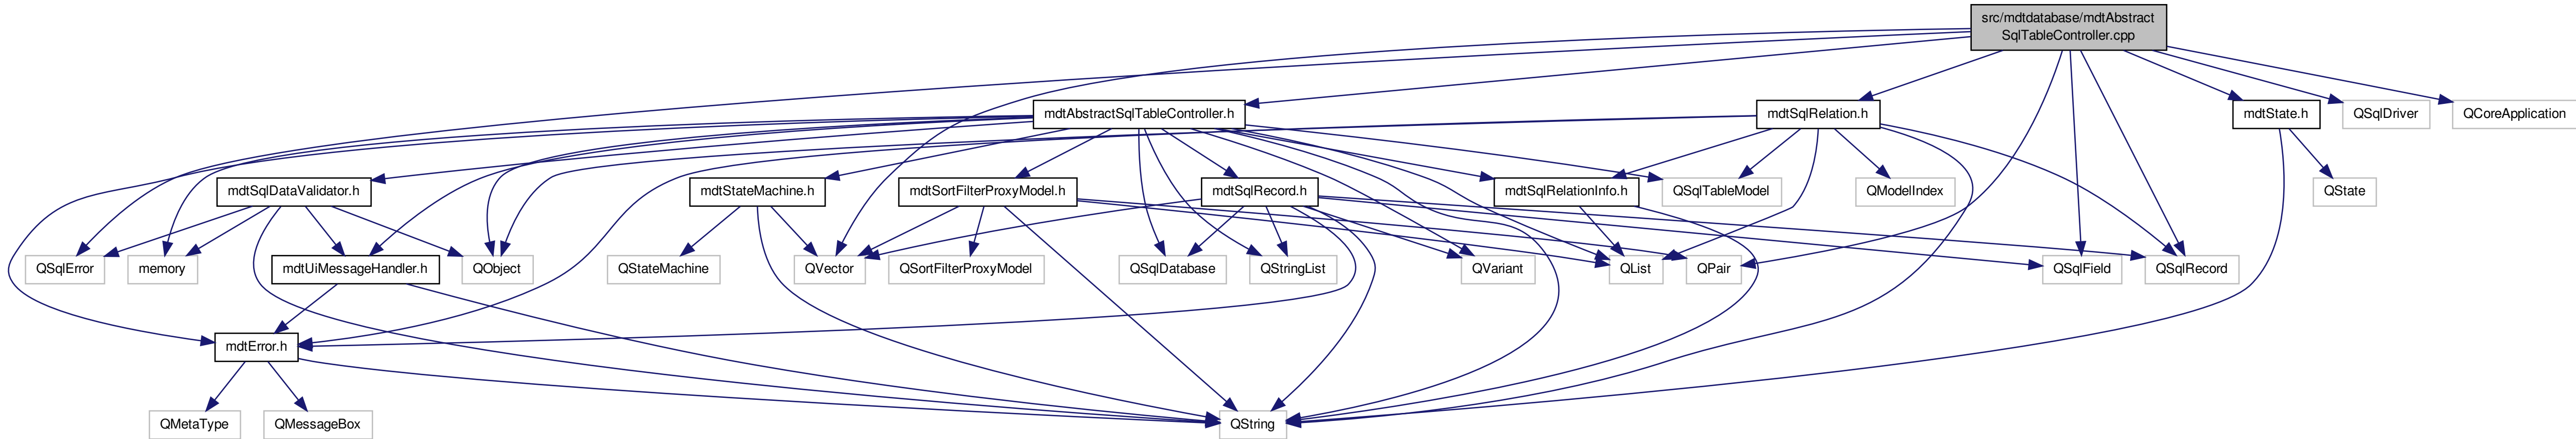 src/mdtdatabase/mdtAbstract
SqlTableController.cpp
mdtAbstractSqlTableController.h
mdtSqlRelation.h
mdtState.h
QSqlDriver
QCoreApplication
mdtSqlDataValidator.h
mdtStateMachine.h
mdtSortFilterProxyModel.h
mdtSqlRecord.h
mdtSqlRelationInfo.h
QSqlTableModel
QModelIndex
QState
QSqlError
memory
mdtUiMessageHandler.h
QObject
QStateMachine
QVector
QSortFilterProxyModel
QSqlDatabase
QStringList
QVariant
QList
QPair
QSqlField
QSqlRecord
mdtError.h
QMetaType
QMessageBox
QString